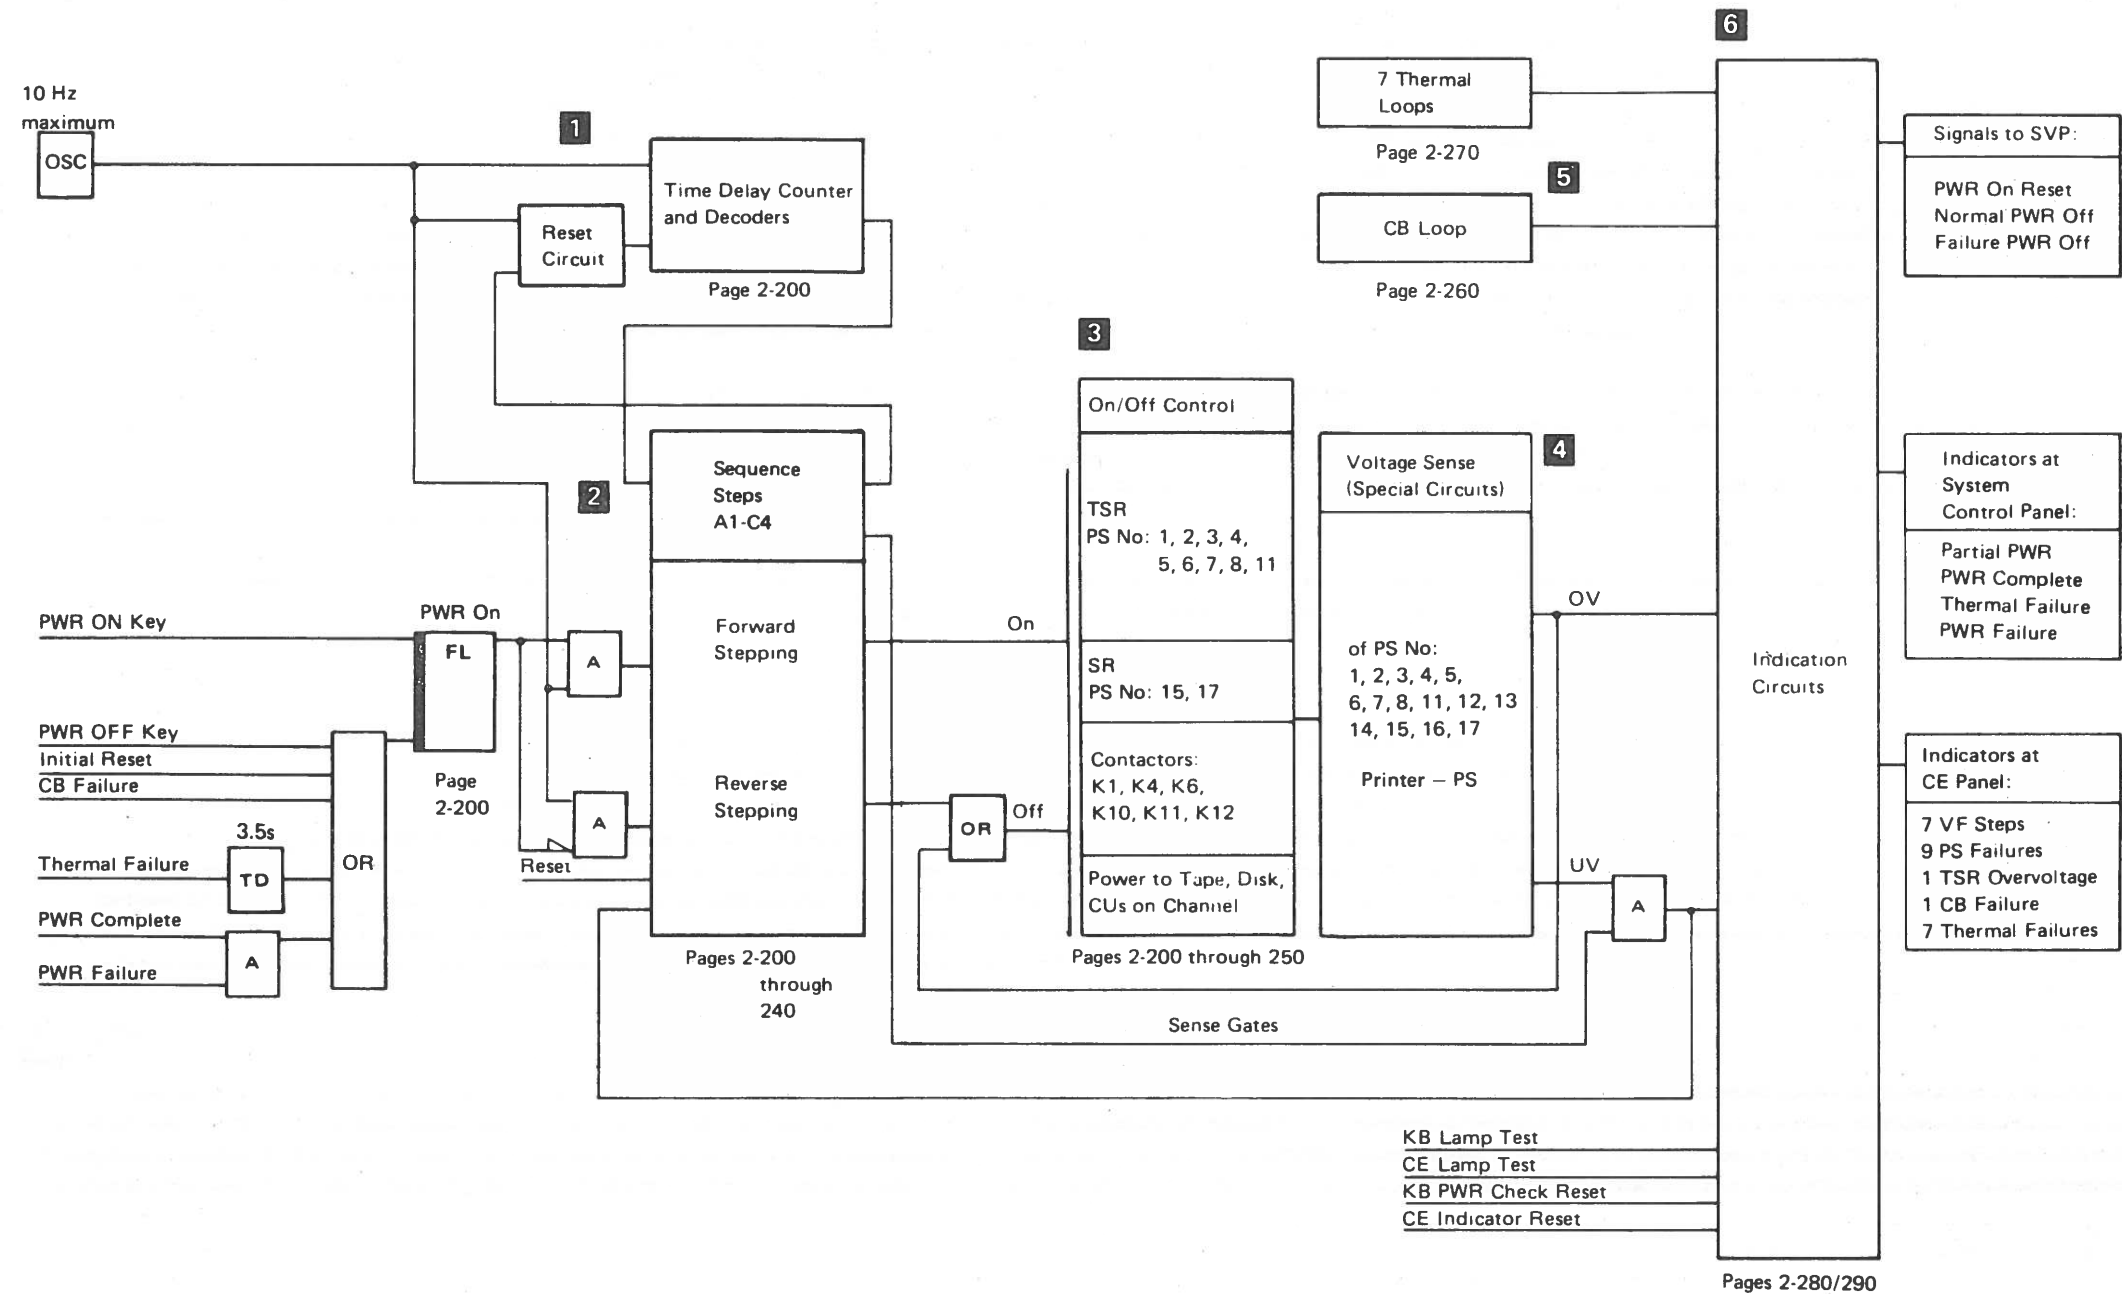 10 Hz
maximum
OSC
1
Time Delay Counter
and Decoders
Reset
Circuit
Page 2-200
2
Sequence
Steps
A1-C4
Forward
Stepping
Reverse
Stepping
Pages 2-200
through
240
PWR ON Key
PWR On
FL
Page
2-200
A
A
Reset
PWR OFF Key
Initial Reset
CB Failure
3.5s
Thermal Failure
TD
OR
PWR Complete
A
PWR Failure
On
OR
Off
3
On/Off Control
TSR
PS No: 1, 2, 3, 4,
5, 6, 7, 8, 11
SR
PS No: 15, 17
Contactors:
K1, K4, K6,
K10, K11, K12
Power to Tape, Disk,
CUs on Channel
Pages 2-200 through 250
4
Voltage Sense
(Special Circuits)
of PS No:
1, 2, 3, 4, 5,
6, 7, 8, 11, 12, 13
14, 15, 16, 17
Printer – PS
OV
UV
A
Sense Gates
7 Thermal
Loops
Page 2-270
5
CB Loop
Page 2-260
6
Indication
Circuits
KB Lamp Test
CE Lamp Test
KB PWR Check Reset
CE Indicator Reset
Pages 2-280/290
Signals to SVP:
PWR On Reset
Normal PWR Off
Failure PWR Off
Indicators at
System
Control Panel:
Partial PWR
PWR Complete
Thermal Failure
PWR Failure
Indicators at
CE Panel:
7 VF Steps
9 PS Failures
1 TSR Overvoltage
1 CB Failure
7 Thermal Failures